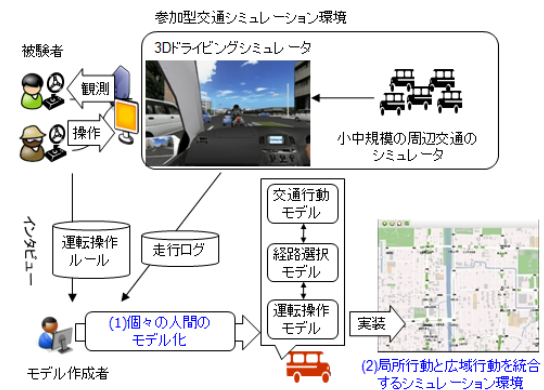 参加型交通シミュレーション環境
被験者
3Dドライビングシミュレータ
観測
操作
小中規模の周辺交通の
シミュレータ
インタビュー
運転操作
ルール
走行ログ
交通行動
モデル
経路選択
モデル
運転操作
モデル
(1)個々の人間の
モデル化
実装
モデル作成者
(2)局所行動と広域行動を統合
するシミュレーション環境